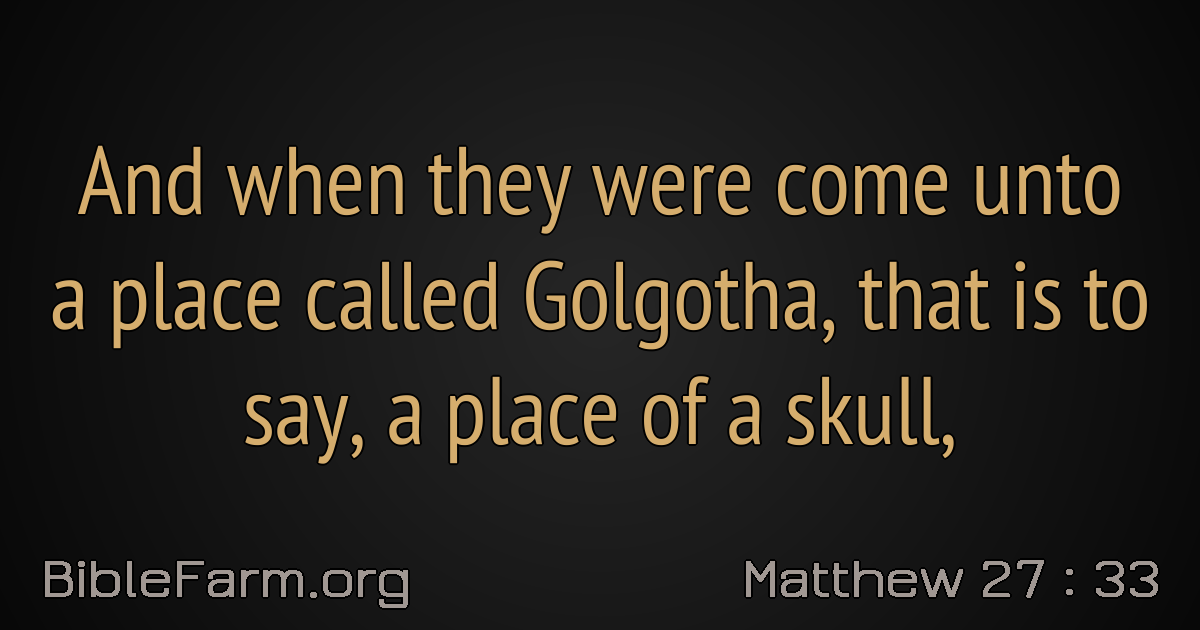 And when they were come unto
a place called Golgotha, that is to
say, a place of a skull,
BibleFarm.org
Matthew 27 : 33